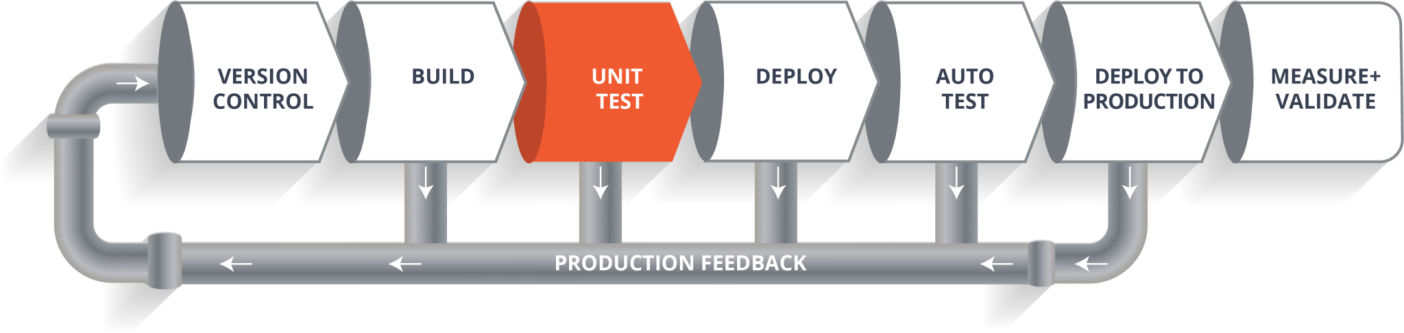 VERSION
CONTROL
BUILD
UNIT
TEST
DEPLOY
AUTO
TEST
DEPLOY TO
PRODUCTION
MEASURE+
VALIDATE
PRODUCTION FEEDBACK